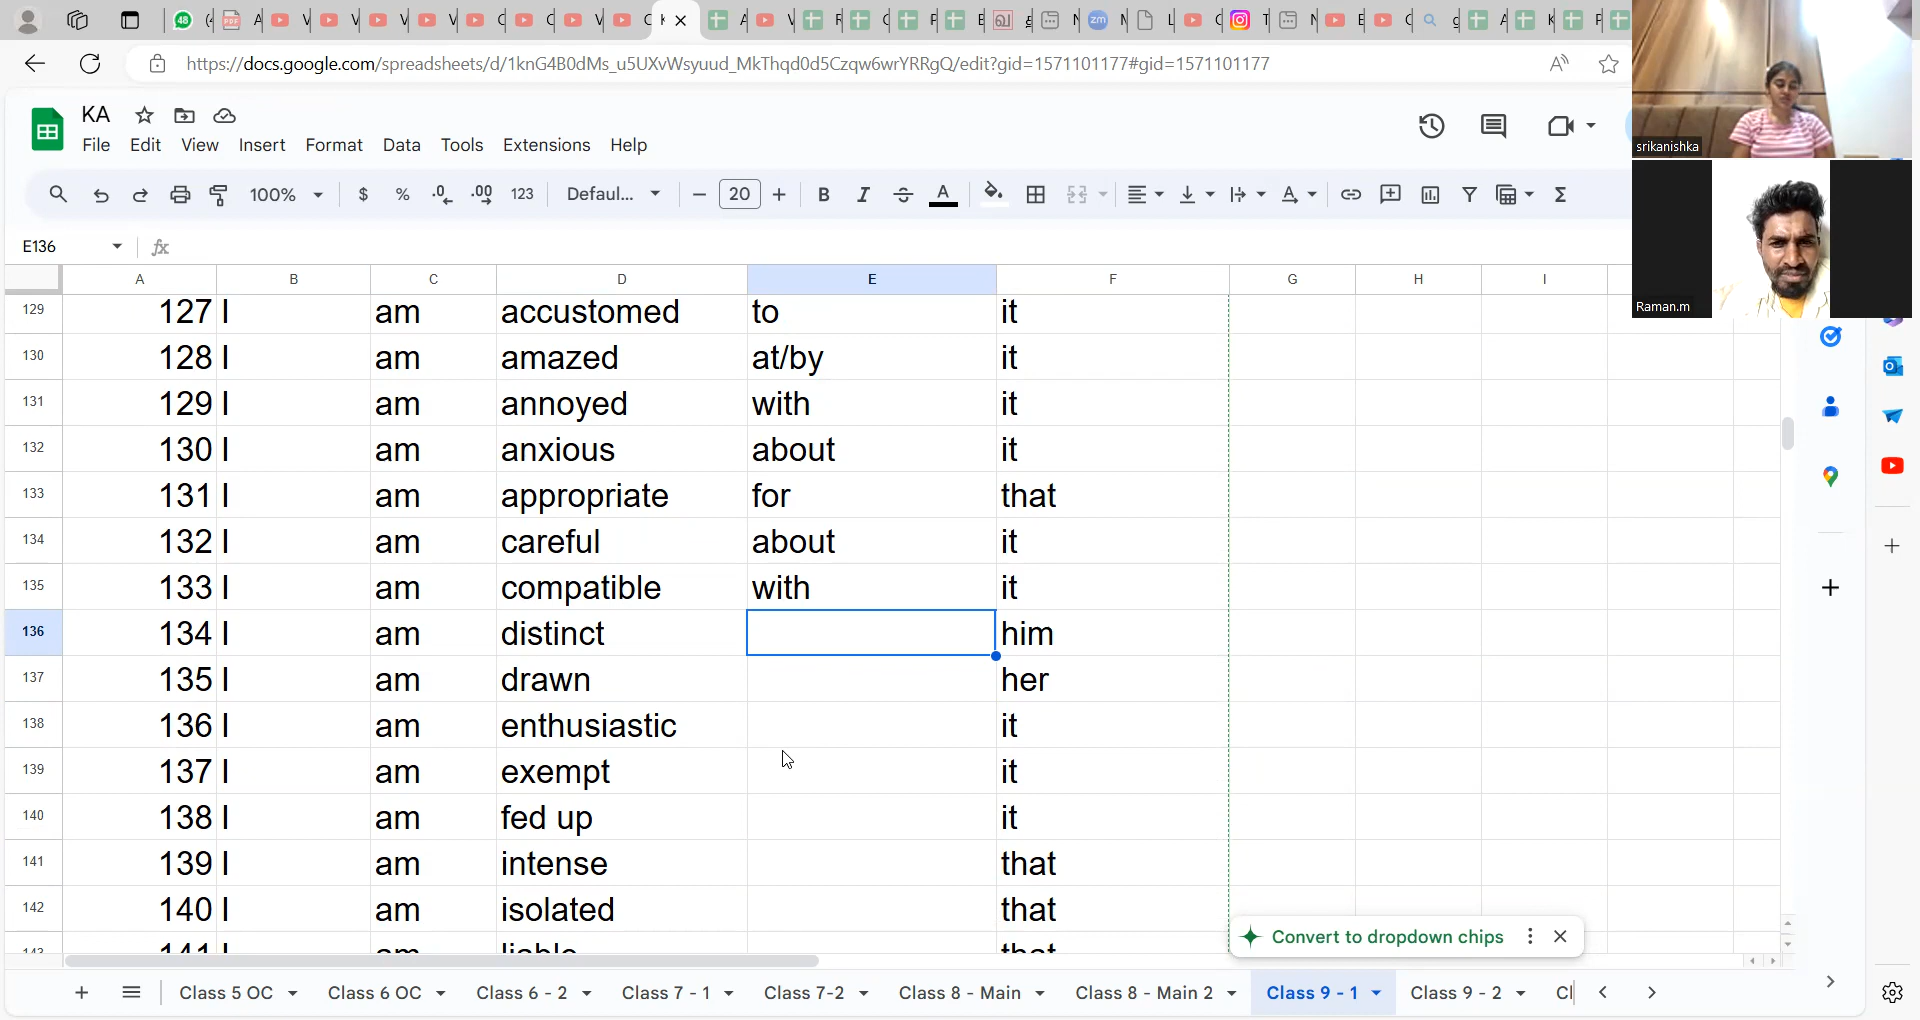 https://docs.google.com/spreadsheets/d/1knG4B0dMs_u5UXvWsyuud_MkThqd0d5Czqw6wrYRRgQ/edit?gid=1571101177#gid=1571101177
KA
File Edit View Insert Format Data Tools Extensions Help
100% $ % .0 .00 123 Defaul... 20 B I A
E136 fx
A B C D E F G H I
129 127 I am accustomed to it
130 128 I am amazed at/by it
131 129 I am annoyed with it
132 130 I am anxious about it
133 131 I am appropriate for that
134 132 I am careful about it
135 133 I am compatible with it
136 134 I am distinct him
137 135 I am drawn her
138 136 I am enthusiastic it
139 137 I am exempt it
140 138 I am fed up it
141 139 I am intense that
142 140 I am isolated that
143 141 I am liable that
Convert to dropdown chips
Class 5 OC Class 6 OC Class 6 - 2 Class 7 - 1 Class 7-2 Class 8 - Main Class 8 - Main 2 Class 9 - 1 Class 9 - 2 Cl
srikanishka
Raman.m